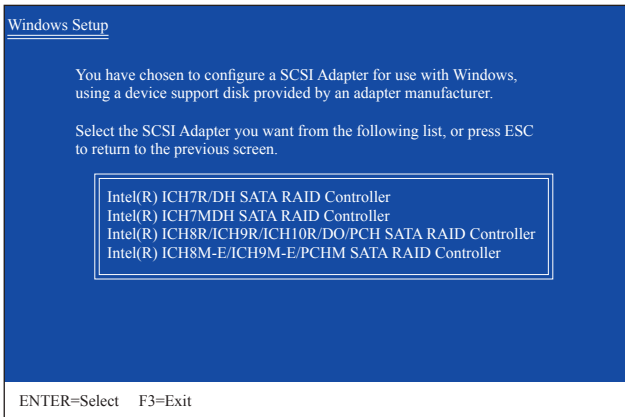 Windows Setup
You have chosen to configure a SCSI Adapter for use with Windows,
using a device support disk provided by an adapter manufacturer.
Select the SCSI Adapter you want from the following list, or press ESC
to return to the previous screen.
Intel(R) ICH7R/DH SATA RAID Controller
Intel(R) ICH7MDH SATA RAID Controller
Intel(R) ICH8R/ICH9R/ICH10R/DO/PCH SATA RAID Controller
Intel(R) ICH8M-E/ICH9M-E/PCHM SATA RAID Controller
ENTER=Select F3=Exit